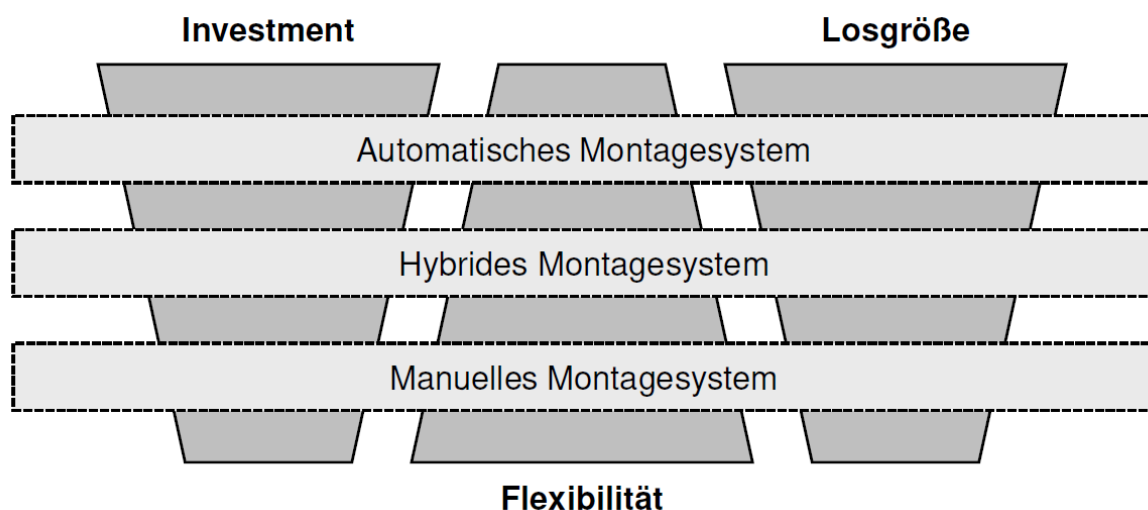 Investment
Losgröße
Automatisches Montagesystem
Hybrides Montagesystem
Manuelles Montagesystem
Flexibilität